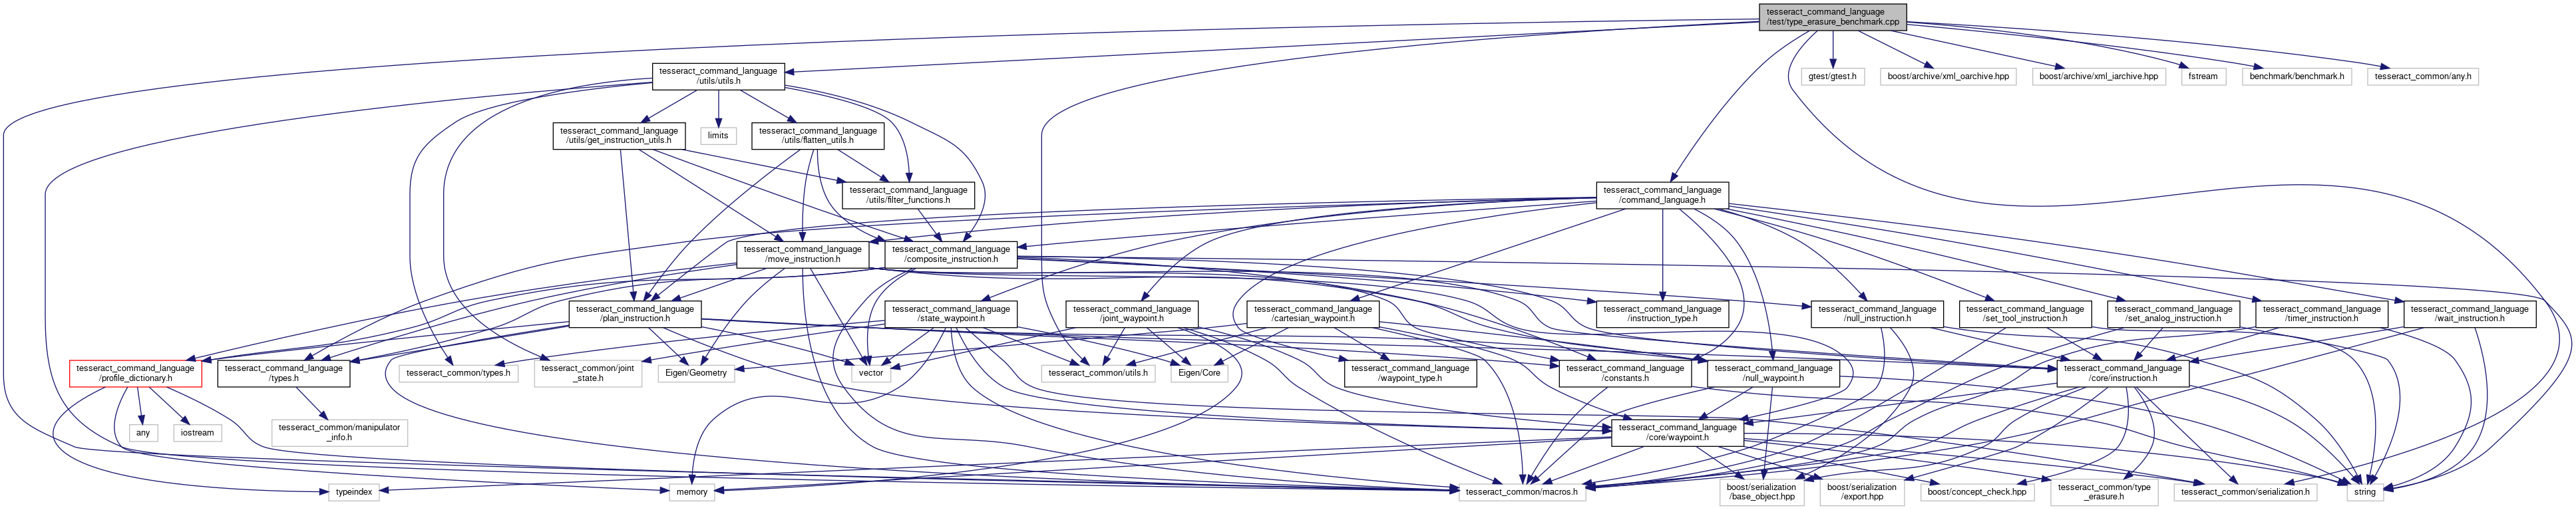 tesseract_command_language
/test/type_erasure_benchmark.cpp
tesseract_command_language
/utils/utils.h
gtest/gtest.h
boost/archive/xml_oarchive.hpp
boost/archive/xml_iarchive.hpp
fstream
benchmark/benchmark.h
tesseract_common/any.h
tesseract_command_language
/utils/get_instruction_utils.h
limits
tesseract_command_language
/utils/flatten_utils.h
tesseract_command_language
/utils/filter_functions.h
tesseract_command_language
/command_language.h
tesseract_command_language
/move_instruction.h
tesseract_command_language
/composite_instruction.h
tesseract_command_language
/plan_instruction.h
tesseract_command_language
/state_waypoint.h
tesseract_command_language
/joint_waypoint.h
tesseract_command_language
/cartesian_waypoint.h
tesseract_command_language
/instruction_type.h
tesseract_command_language
/null_instruction.h
tesseract_command_language
/set_tool_instruction.h
tesseract_command_language
/set_analog_instruction.h
tesseract_command_language
/timer_instruction.h
tesseract_command_language
/wait_instruction.h
tesseract_command_language
/profile_dictionary.h
tesseract_command_language
/types.h
tesseract_common/types.h
tesseract_common/joint
_state.h
Eigen/Geometry
vector
tesseract_common/utils.h
Eigen/Core
tesseract_command_language
/waypoint_type.h
tesseract_command_language
/constants.h
tesseract_command_language
/null_waypoint.h
tesseract_command_language
/core/instruction.h
any
iostream
tesseract_common/manipulator
_info.h
tesseract_command_language
/core/waypoint.h
typeindex
memory
tesseract_common/macros.h
boost/serialization
/base_object.hpp
boost/serialization
/export.hpp
boost/concept_check.hpp
tesseract_common/type
_erasure.h
tesseract_common/serialization.h
string